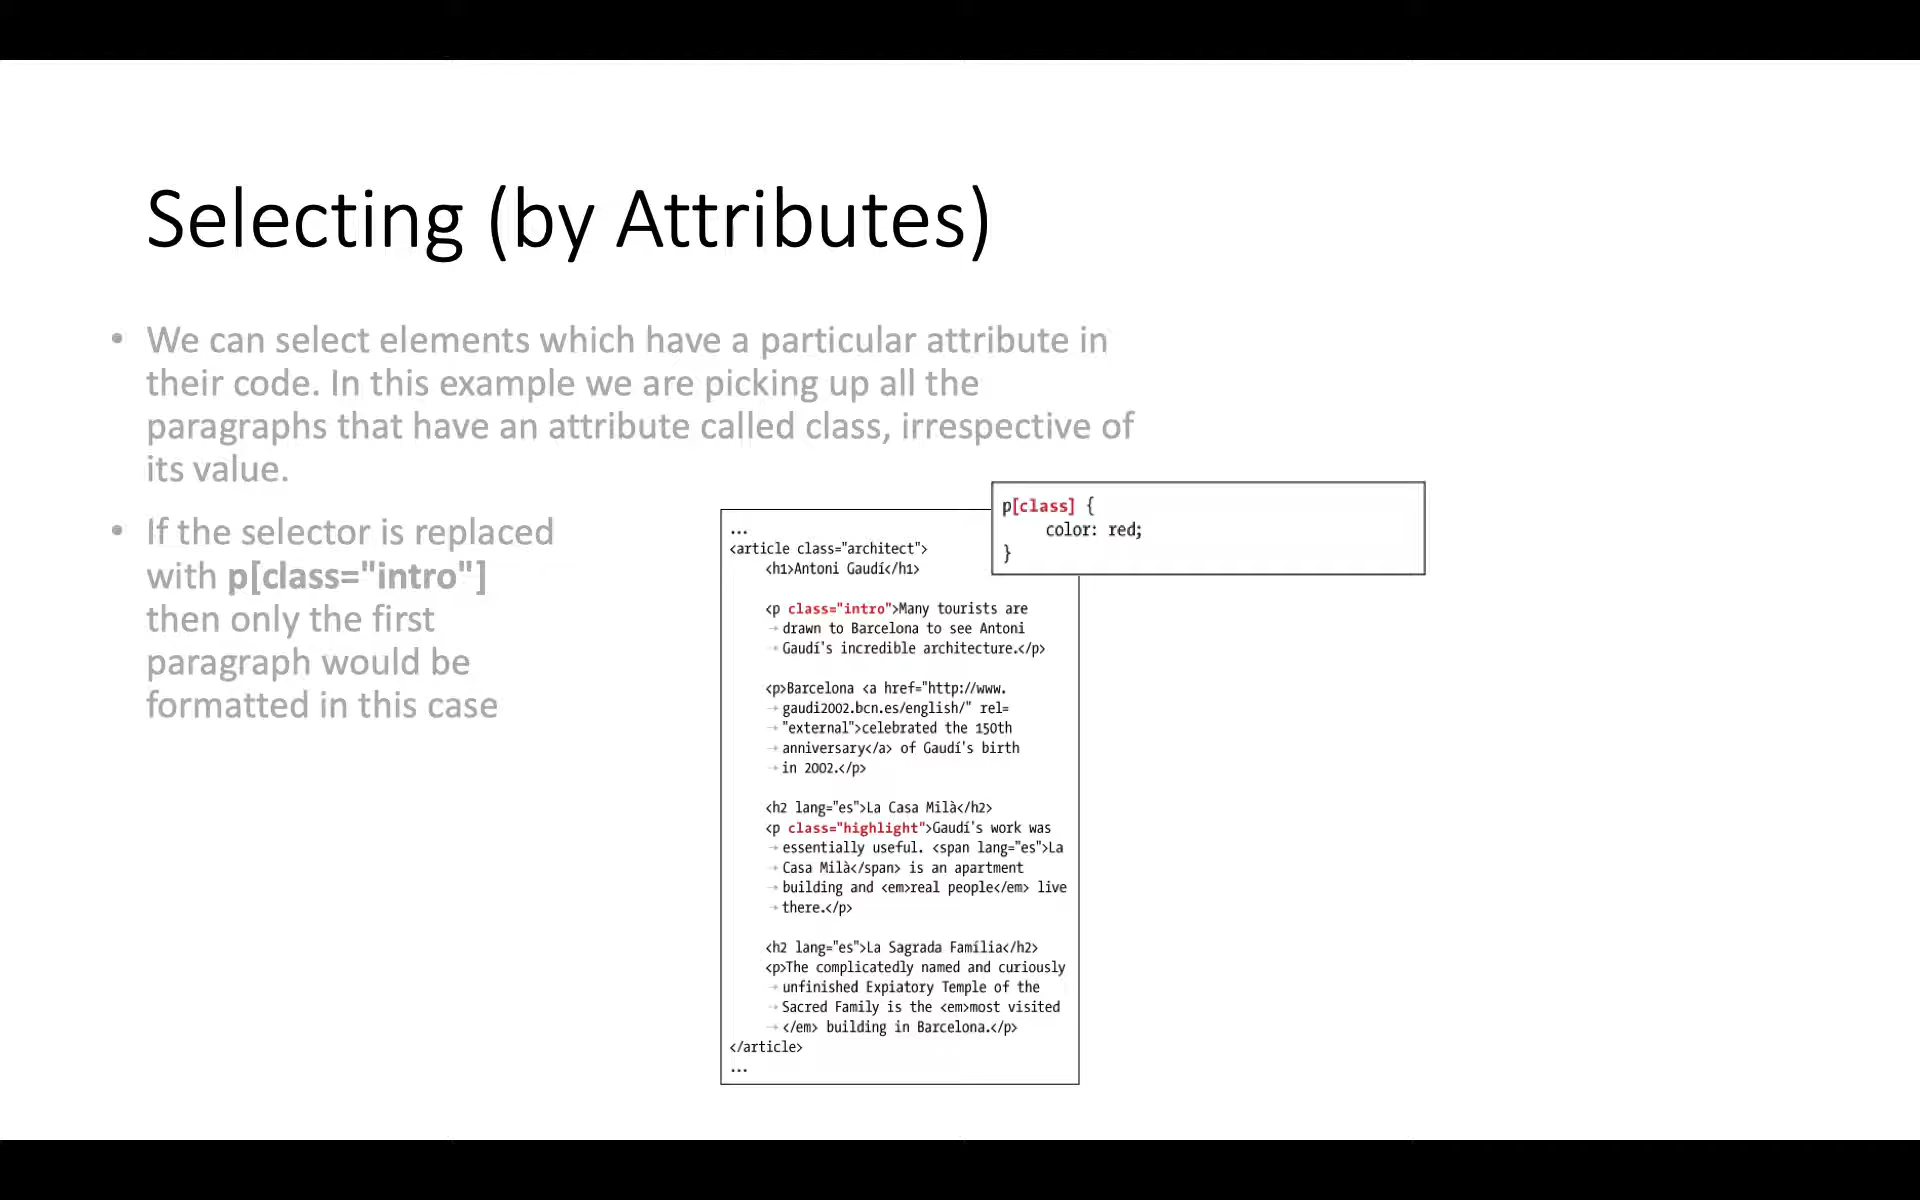 Selecting (by Attributes)
• We can select elements which have a particular attribute in
their code. In this example we are picking up all the
paragraphs that have an attribute called class, irrespective of
its value.
• If the selector is replaced
with p[class="intro"]
then only the first
paragraph would be
formatted in this case
p[class] {
color: red;
}
...
<article class="architect">
<h1>Antoni Gaudí</h1>
<p class="intro">Many tourists are
→ drawn to Barcelona to see Antoni
→ Gaudí's incredible architecture.</p>
<p>Barcelona <a href="http://www.
→ gaudi2002.bcn.es/english/" rel=
→ "external">celebrated the 150th
→ anniversary</a> of Gaudí's birth
→ in 2002.</p>
<h2 lang="es">La Casa Milà</h2>
<p class="highlight">Gaudí's work was
→ essentially useful. <span lang="es">La
→ Casa Milà</span> is an apartment
→ building and <em>real people</em> live
→ there.</p>
<h2 lang="es">La Sagrada Família</h2>
<p>The complicatedly named and curiously
→ unfinished Expiatory Temple of the
→ Sacred Family is the <em>most visited
→ </em> building in Barcelona.</p>
</article>
...